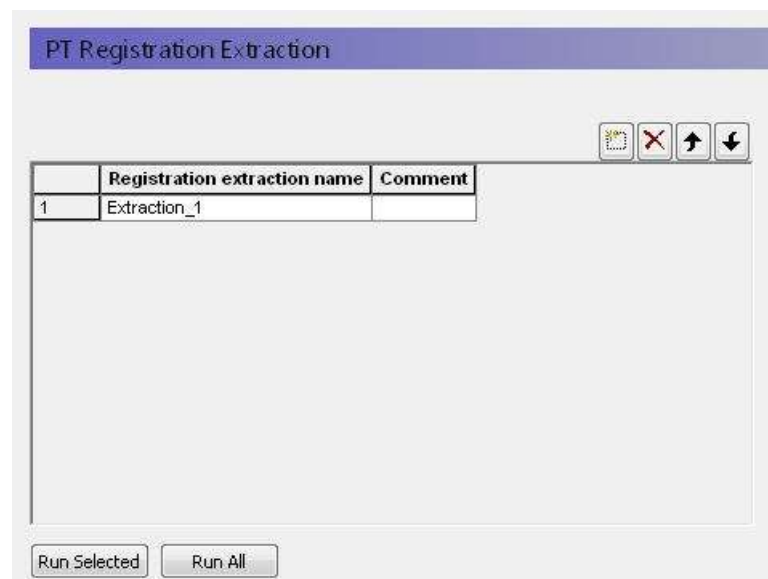 PT Registration Extraction
Registration extraction name Comment
1 Extraction_1
Run Selected Run All